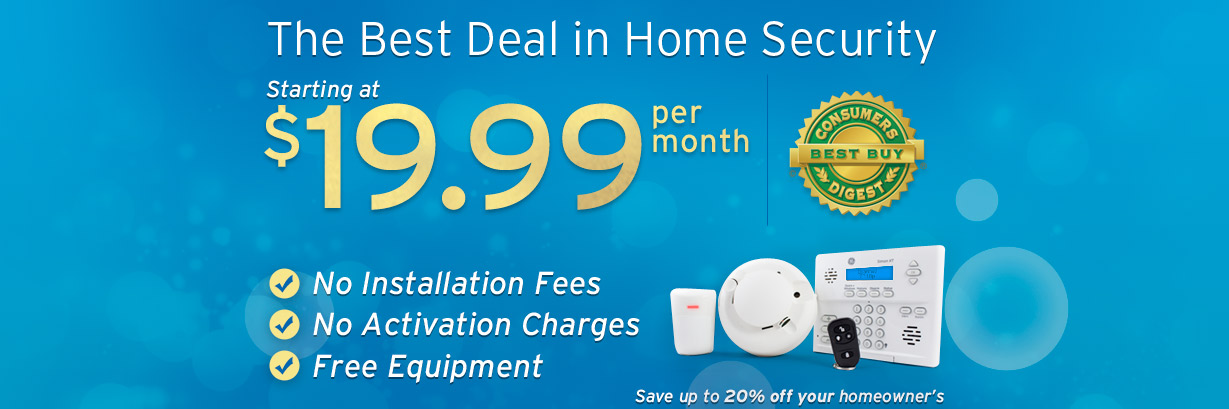 The Best Deal in Home Security
Starting at
$19.99 per month
CONSUMERS
BEST BUY
DIGEST
No Installation Fees
No Activation Charges
Free Equipment
Save up to 20% off your homeowner's